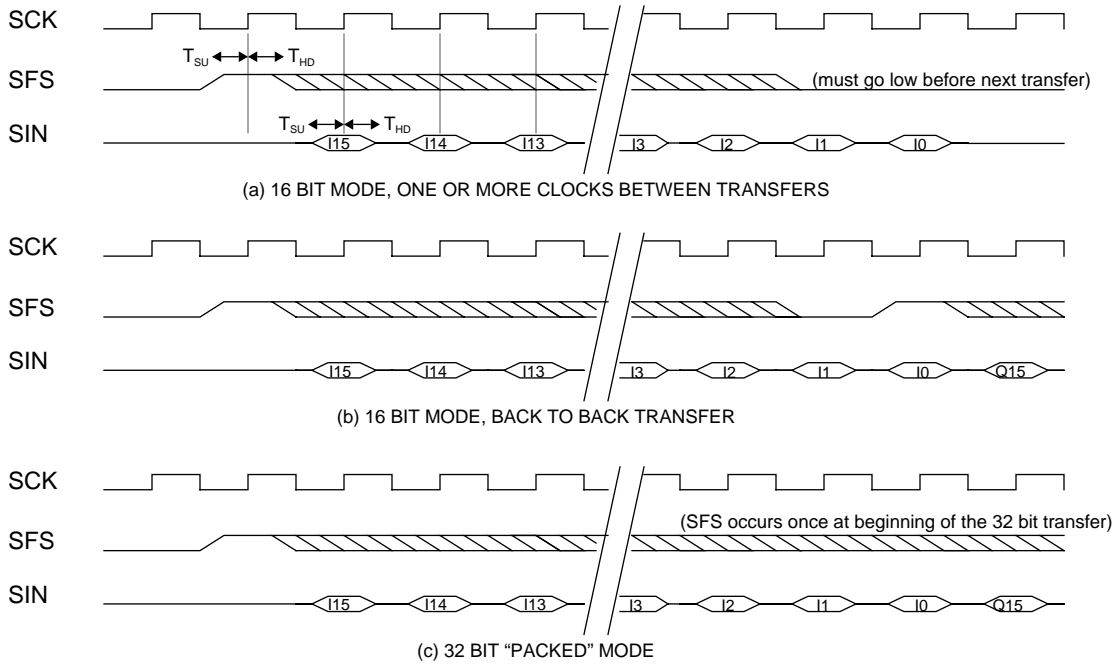 SCK
T_SU T_HD
SFS (must go low before next transfer)
T_SU T_HD
SIN I15 I14 I13 I3 I2 I1 I0
(a) 16 BIT MODE, ONE OR MORE CLOCKS BETWEEN TRANSFERS
SCK
SFS
SIN I15 I14 I13 I3 I2 I1 I0 Q15
(b) 16 BIT MODE, BACK TO BACK TRANSFER
SCK
(SFS occurs once at beginning of the 32 bit transfer)
SFS
SIN I15 I14 I13 I3 I2 I1 I0 Q15
(c) 32 BIT “PACKED” MODE